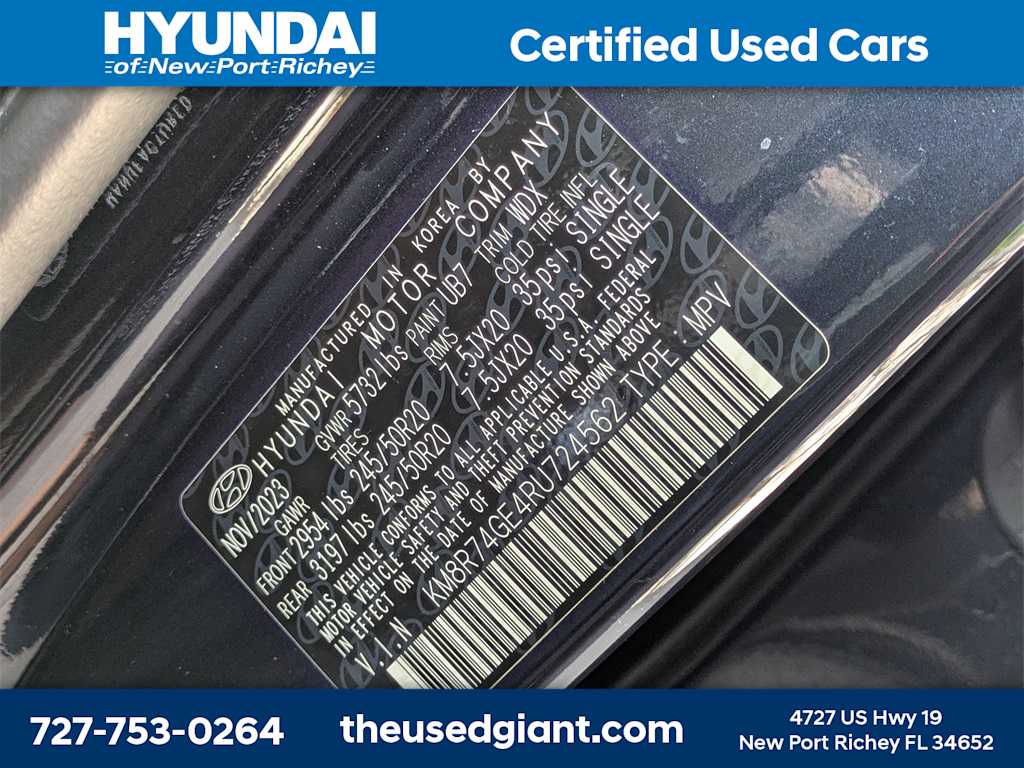 HYUNDAI
of New Port Richey
Certified Used Cars
MANUFACTURED IN KOREA BY
HYUNDAI MOTOR COMPANY
NOV/2023 GVWR 5732 lbs PAINT UB7 TRIM WDX
GAWR TIRES RIMS COLD TIRE INFL
FRONT 2954 lbs 245/50R20 7.5JX20 35psi SINGLE
REAR 3197 lbs 245/50R20 7.5JX20 35psi SINGLE
THIS VEHICLE CONFORMS TO ALL APPLICABLE U.S.A FEDERAL
MOTOR VEHICLE SAFETY AND THEFT PREVENTION STANDARDS
IN EFFECT ON THE DATE OF MANUFACTURE SHOWN ABOVE
V.I.N KM8R74GE4RU724562 TYPE MPV
727-753-0264
theusedgiant.com
4727 US Hwy 19
New Port Richey FL 34652